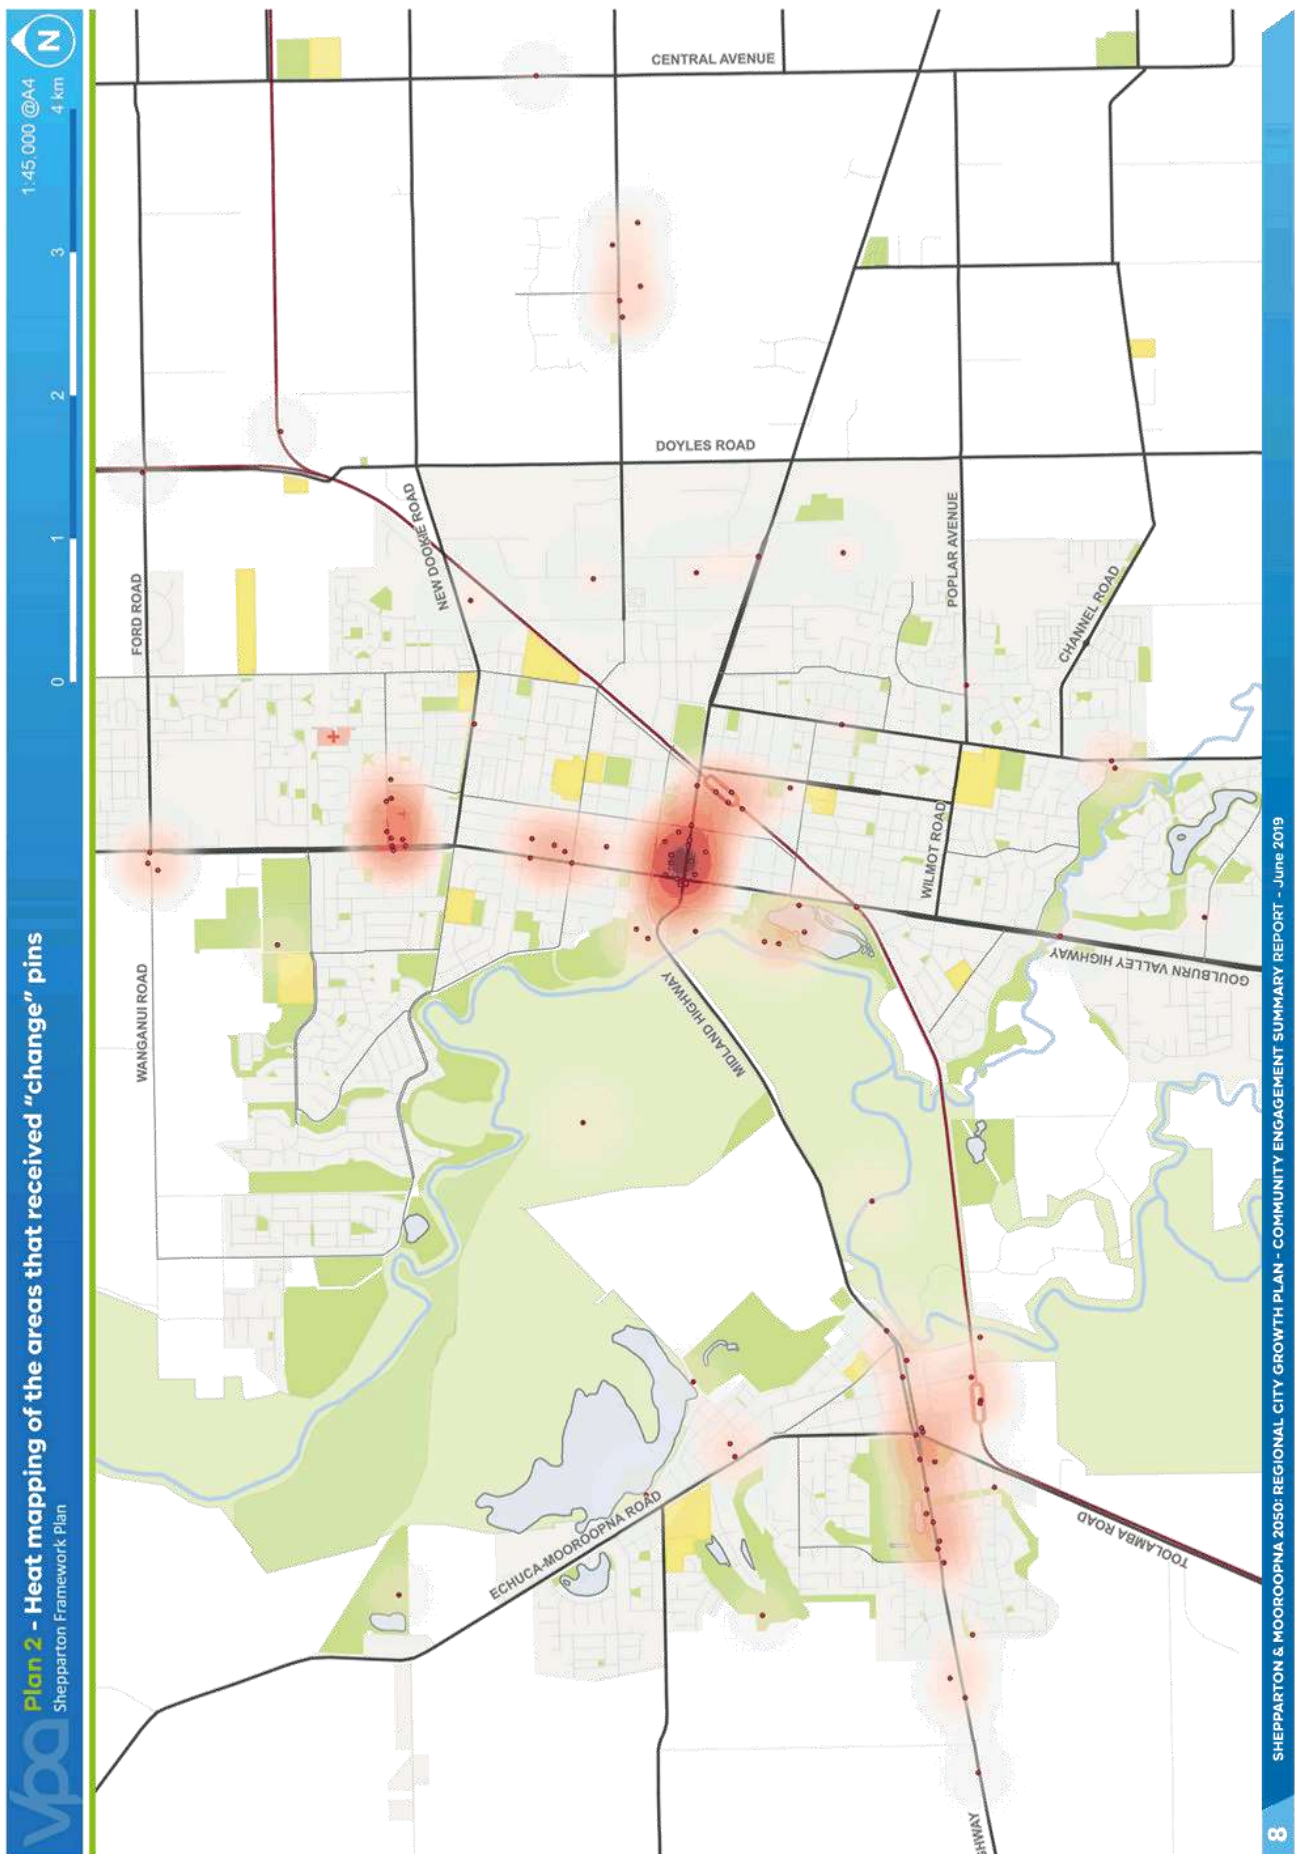 vpa
Plan 2 - Heat mapping of the areas that received "change" pins
Shepparton Framework Plan
0 1 2 3 4 km
1:45,000 @A4
N
WANGANUI ROAD
FORD ROAD
NEW DOOKIE ROAD
CENTRAL AVENUE
DOYLES ROAD
MIDLAND HIGHWAY
ECHUCA-MOOROOPNA ROAD
POPLAR AVENUE
WILMOT ROAD
CHANNEL ROAD
GOULBURN VALLEY HIGHWAY
TOOLAMBA ROAD
HWAY
8
SHEPPARTON & MOOROOPNA 2050: REGIONAL CITY GROWTH PLAN - COMMUNITY ENGAGEMENT SUMMARY REPORT - June 2019